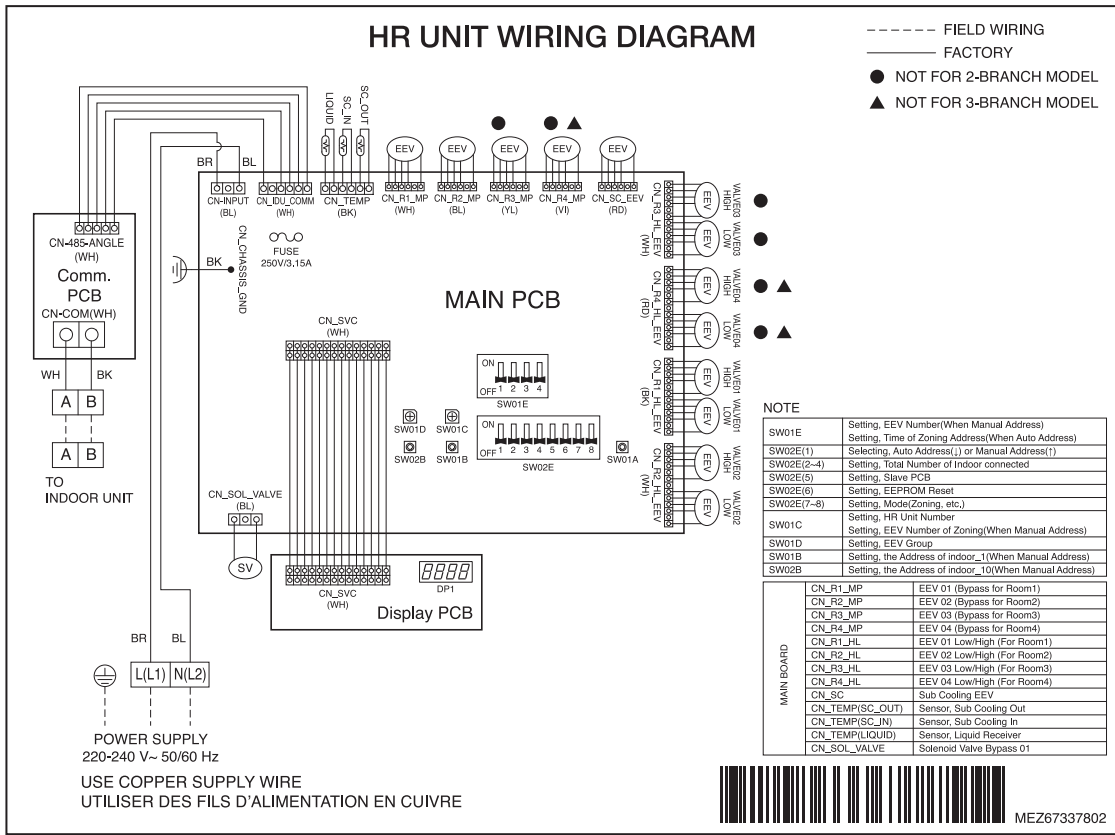 HR UNIT WIRING DIAGRAM
FIELD WIRING
FACTORY
NOT FOR 2-BRANCH MODEL
NOT FOR 3-BRANCH MODEL
LIQUID
SC_IN
SC_OUT
EEV
EEV
EEV
EEV
EEV
BR
BL
CN-INPUT
(BL)
CN_IDU_COMM
(WH)
CN_TEMP
(BK)
CN_R1_MP
(WH)
CN_R2_MP
(BL)
CN_R3_MP
(YL)
CN_R4_MP
(VI)
CN_SC_EEV
(RD)
CN_R3_HL_EEV
(WH)
EEV
HIGH
VALVE03
EEV
LOW
VALVE03
CN_R4_HL_EEV
(RD)
EEV
HIGH
VALVE04
EEV
LOW
VALVE04
CN_R1_HL_EEV
(BK)
EEV
HIGH
VALVE01
EEV
LOW
VALVE01
CN_R2_HL_EEV
(WH)
EEV
HIGH
VALVE02
EEV
LOW
VALVE02
CN-485-ANGLE
(WH)
Comm.
PCB
CN-COM(WH)
WH
BK
A B
A B
TO
INDOOR UNIT
BK
CN_CHASSIS_GND
FUSE
250V/3.15A
MAIN PCB
CN_SVC
(WH)
ON
OFF
1 2 3 4
SW01E
ON
OFF
1 2 3 4 5 6 7 8
SW02E
SW01D
SW01C
SW02B
SW01B
SW01A
CN_SOL_VALVE
(BL)
SV
CN_SVC
(WH)
DP1
Display PCB
BR
BL
L(L1) N(L2)
POWER SUPPLY
220-240 V~ 50/60 Hz
USE COPPER SUPPLY WIRE
UTILISER DES FILS D'ALIMENTATION EN CUIVRE
NOTE
SW01E Setting, EEV Number(When Manual Address)
Setting, Time of Zoning Address(When Auto Address)
SW02E(1) Selecting, Auto Address(↓) or Manual Address(↑)
SW02E(2~4) Setting, Total Number of Indoor connected
SW02E(5) Setting, Slave PCB
SW02E(6) Setting, EEPROM Reset
SW02E(7~8) Setting, Mode(Zoning, etc,)
SW01C Setting, HR Unit Number
Setting, EEV Number of Zoning(When Manual Address)
SW01D Setting, EEV Group
SW01B Setting, the Address of indoor_1(When Manual Address)
SW02B Setting, the Address of indoor_10(When Manual Address)
MAIN BOARD
CN_R1_MP EEV 01 (Bypass for Room1)
CN_R2_MP EEV 02 (Bypass for Room2)
CN_R3_MP EEV 03 (Bypass for Room3)
CN_R4_MP EEV 04 (Bypass for Room4)
CN_R1_HL EEV 01 Low/High (For Room1)
CN_R2_HL EEV 02 Low/High (For Room2)
CN_R3_HL EEV 03 Low/High (For Room3)
CN_R4_HL EEV 04 Low/High (For Room4)
CN_SC Sub Cooling EEV
CN_TEMP(SC_OUT) Sensor, Sub Cooling Out
CN_TEMP(SC_IN) Sensor, Sub Cooling In
CN_TEMP(LIQUID) Sensor, Liquid Receiver
CN_SOL_VALVE Solenoid Valve Bypass 01
MEZ67337802